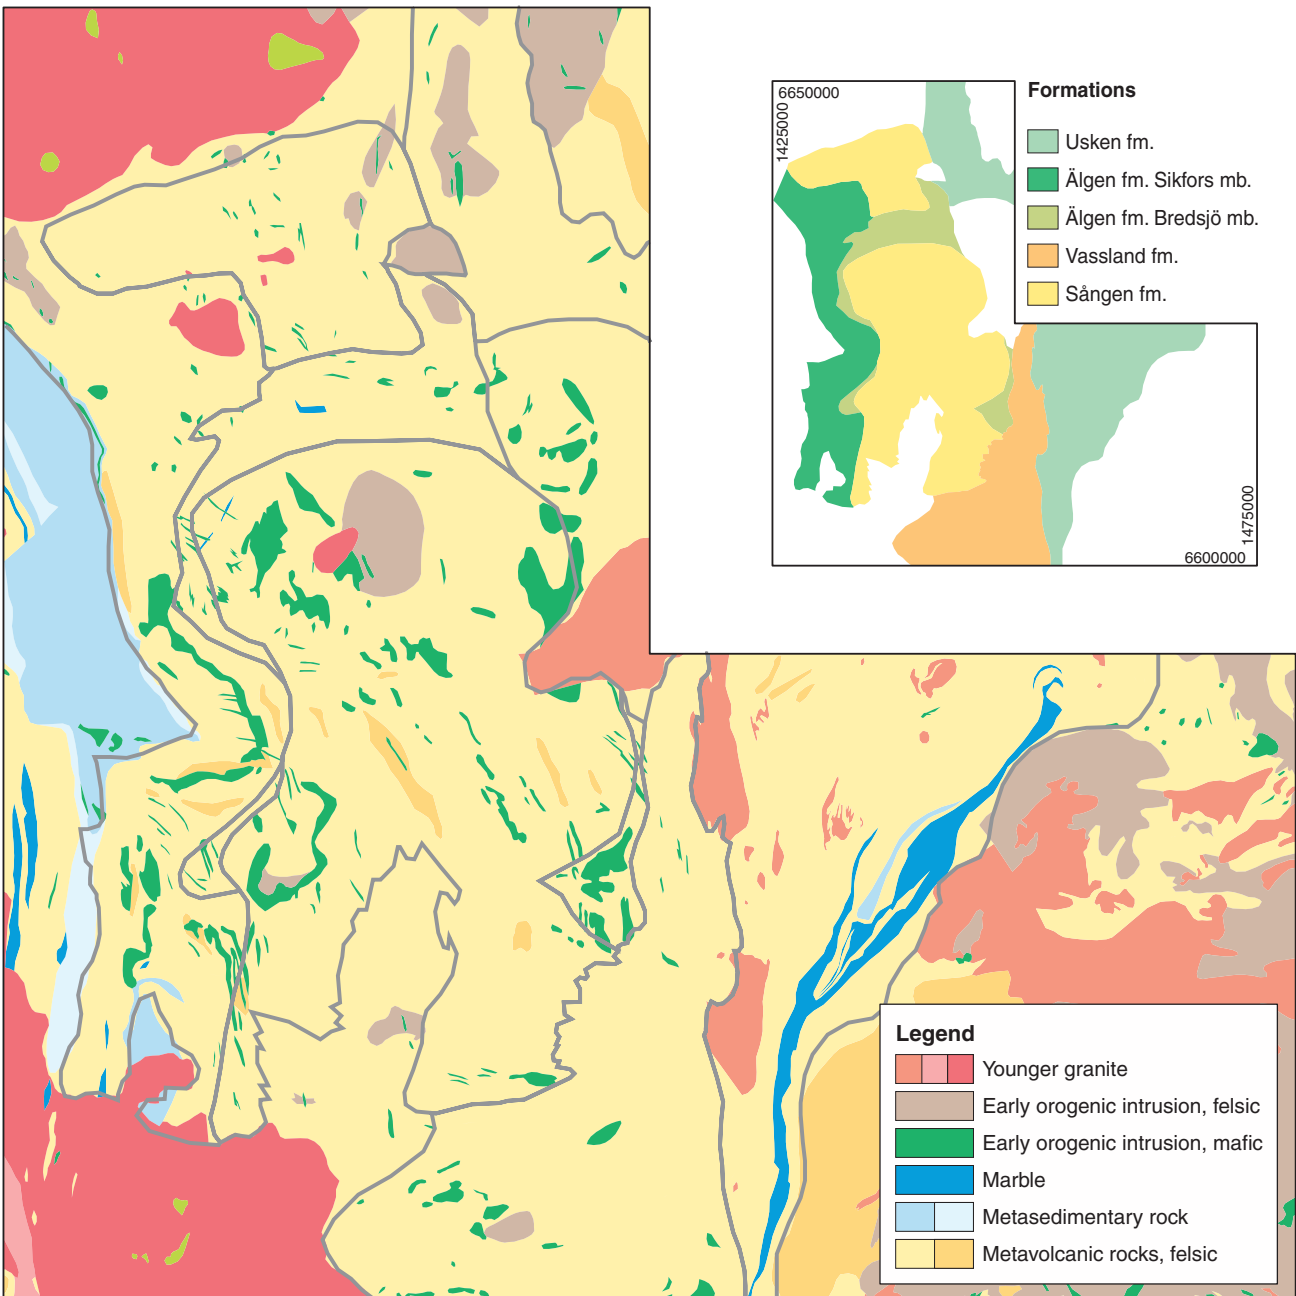 6650000
1425000
Formations
Usken fm.
Älgen fm. Sikfors mb.
Älgen fm. Bredsjö mb.
Vassland fm.
Sången fm.
1475000
6600000
Legend
Younger granite
Early orogenic intrusion, felsic
Early orogenic intrusion, mafic
Marble
Metasedimentary rock
Metavolcanic rocks, felsic